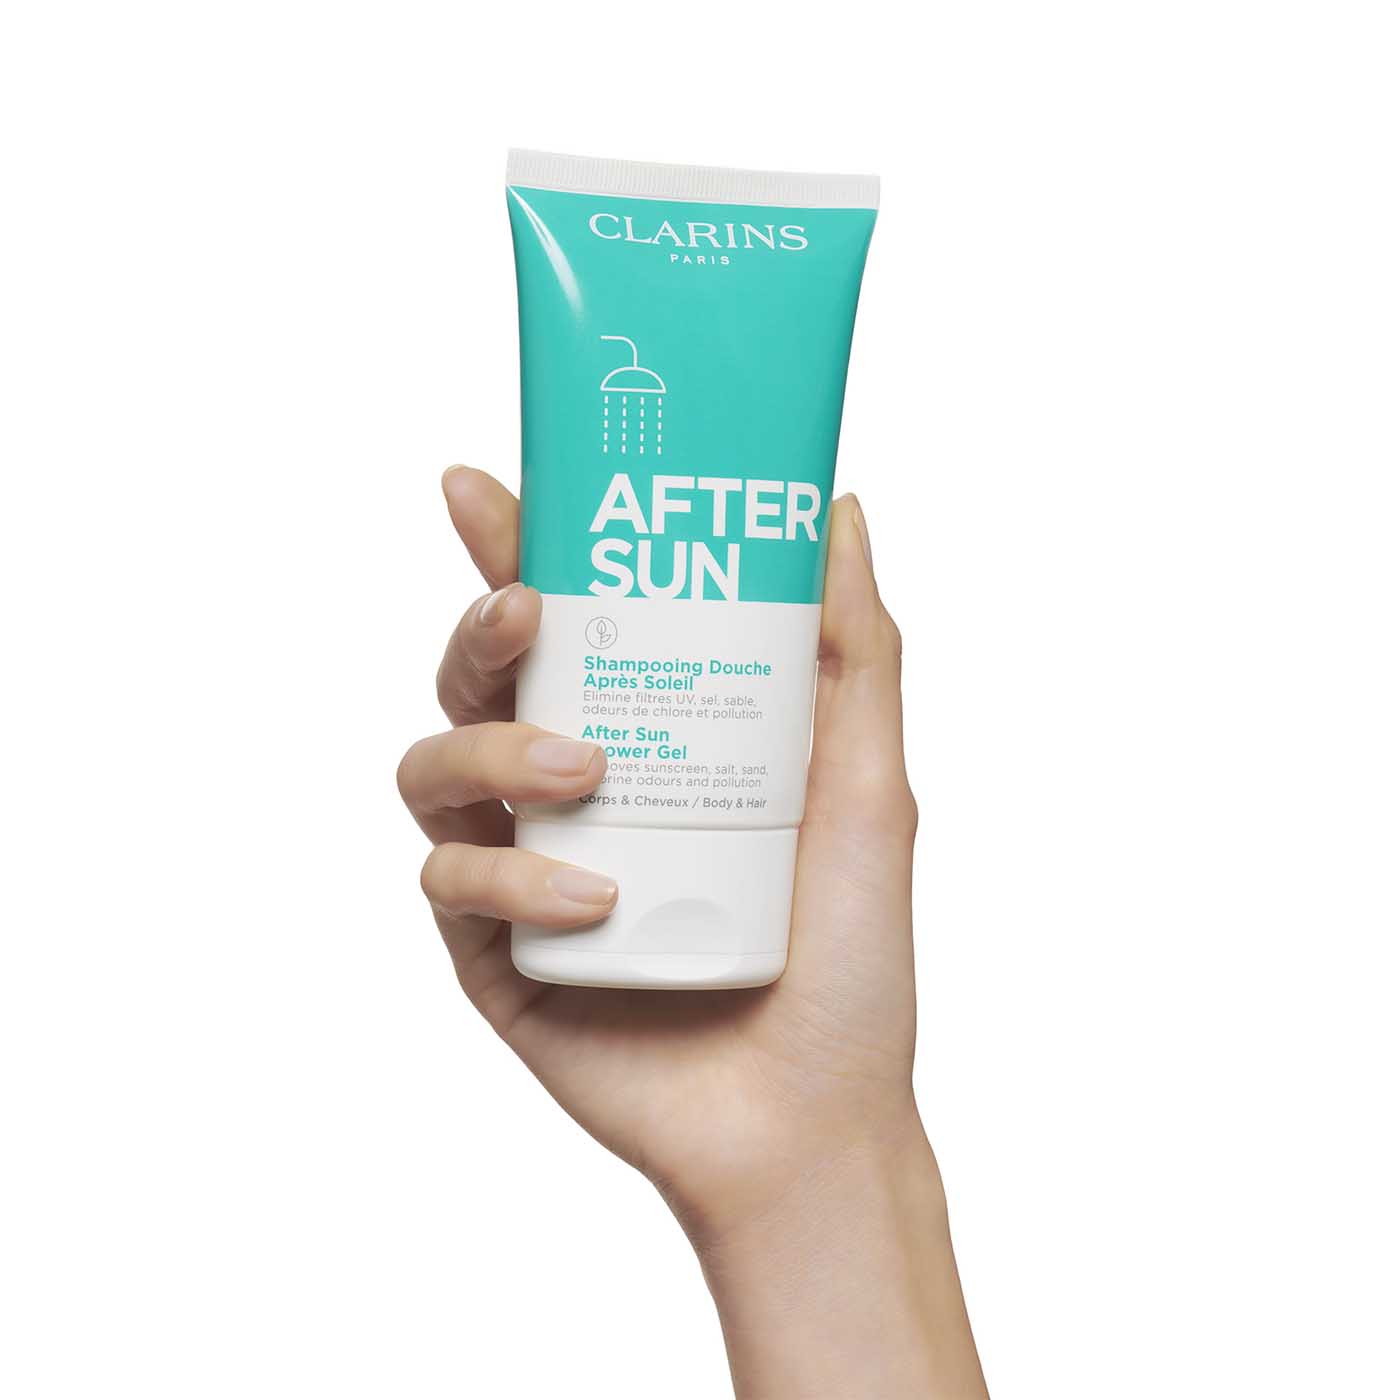 CLARINS
PARIS
AFTER
SUN
Shampooing Douche
Après Soleil
Elimine filtres UV, sel, sable,
odeurs de chlore et pollution
After Sun
Gel
sunscreen, salt, sand,
odours and pollution
Corps & Cheveux / Body & Hair